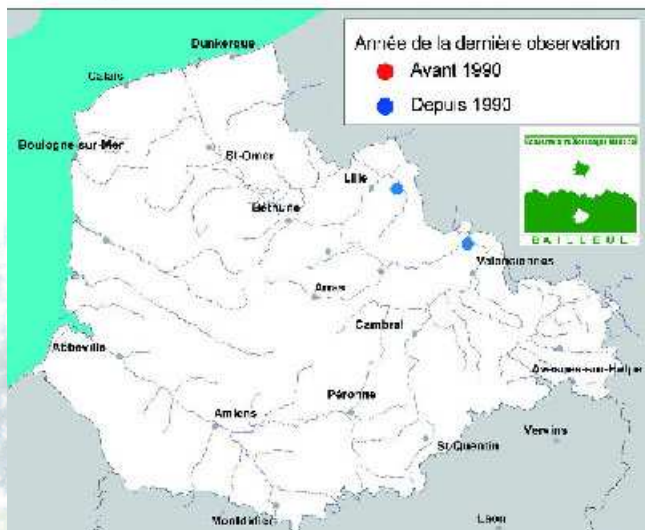 Dunkerque
Année de la dernière observation
Avant 1990
Depuis 1990
Calais
Boulogne-sur-Mer
St-Omer
Lille
Béthune
BAILLEUL
Valenciennes
Arras
Cambrai
Abbeville
Avesnes-sur-Helpe
Péronne
Amiens
Vervins
St-Quentin
Montdidier
Laon